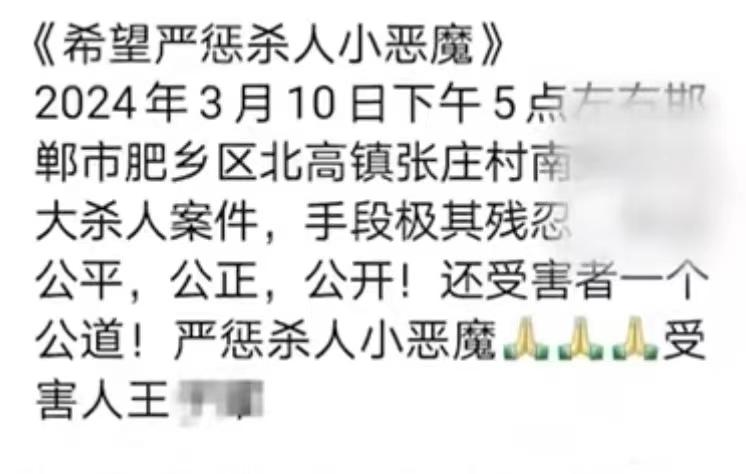 《希望严惩杀人小恶魔》
2024年3月10日下午5点左右邯
郸市肥乡区北高镇张庄村南
大杀人案件，手段极其残忍
公平，公正，公开！还受害者一个
公道！严惩杀人小恶魔🙏🙏🙏受
害人王